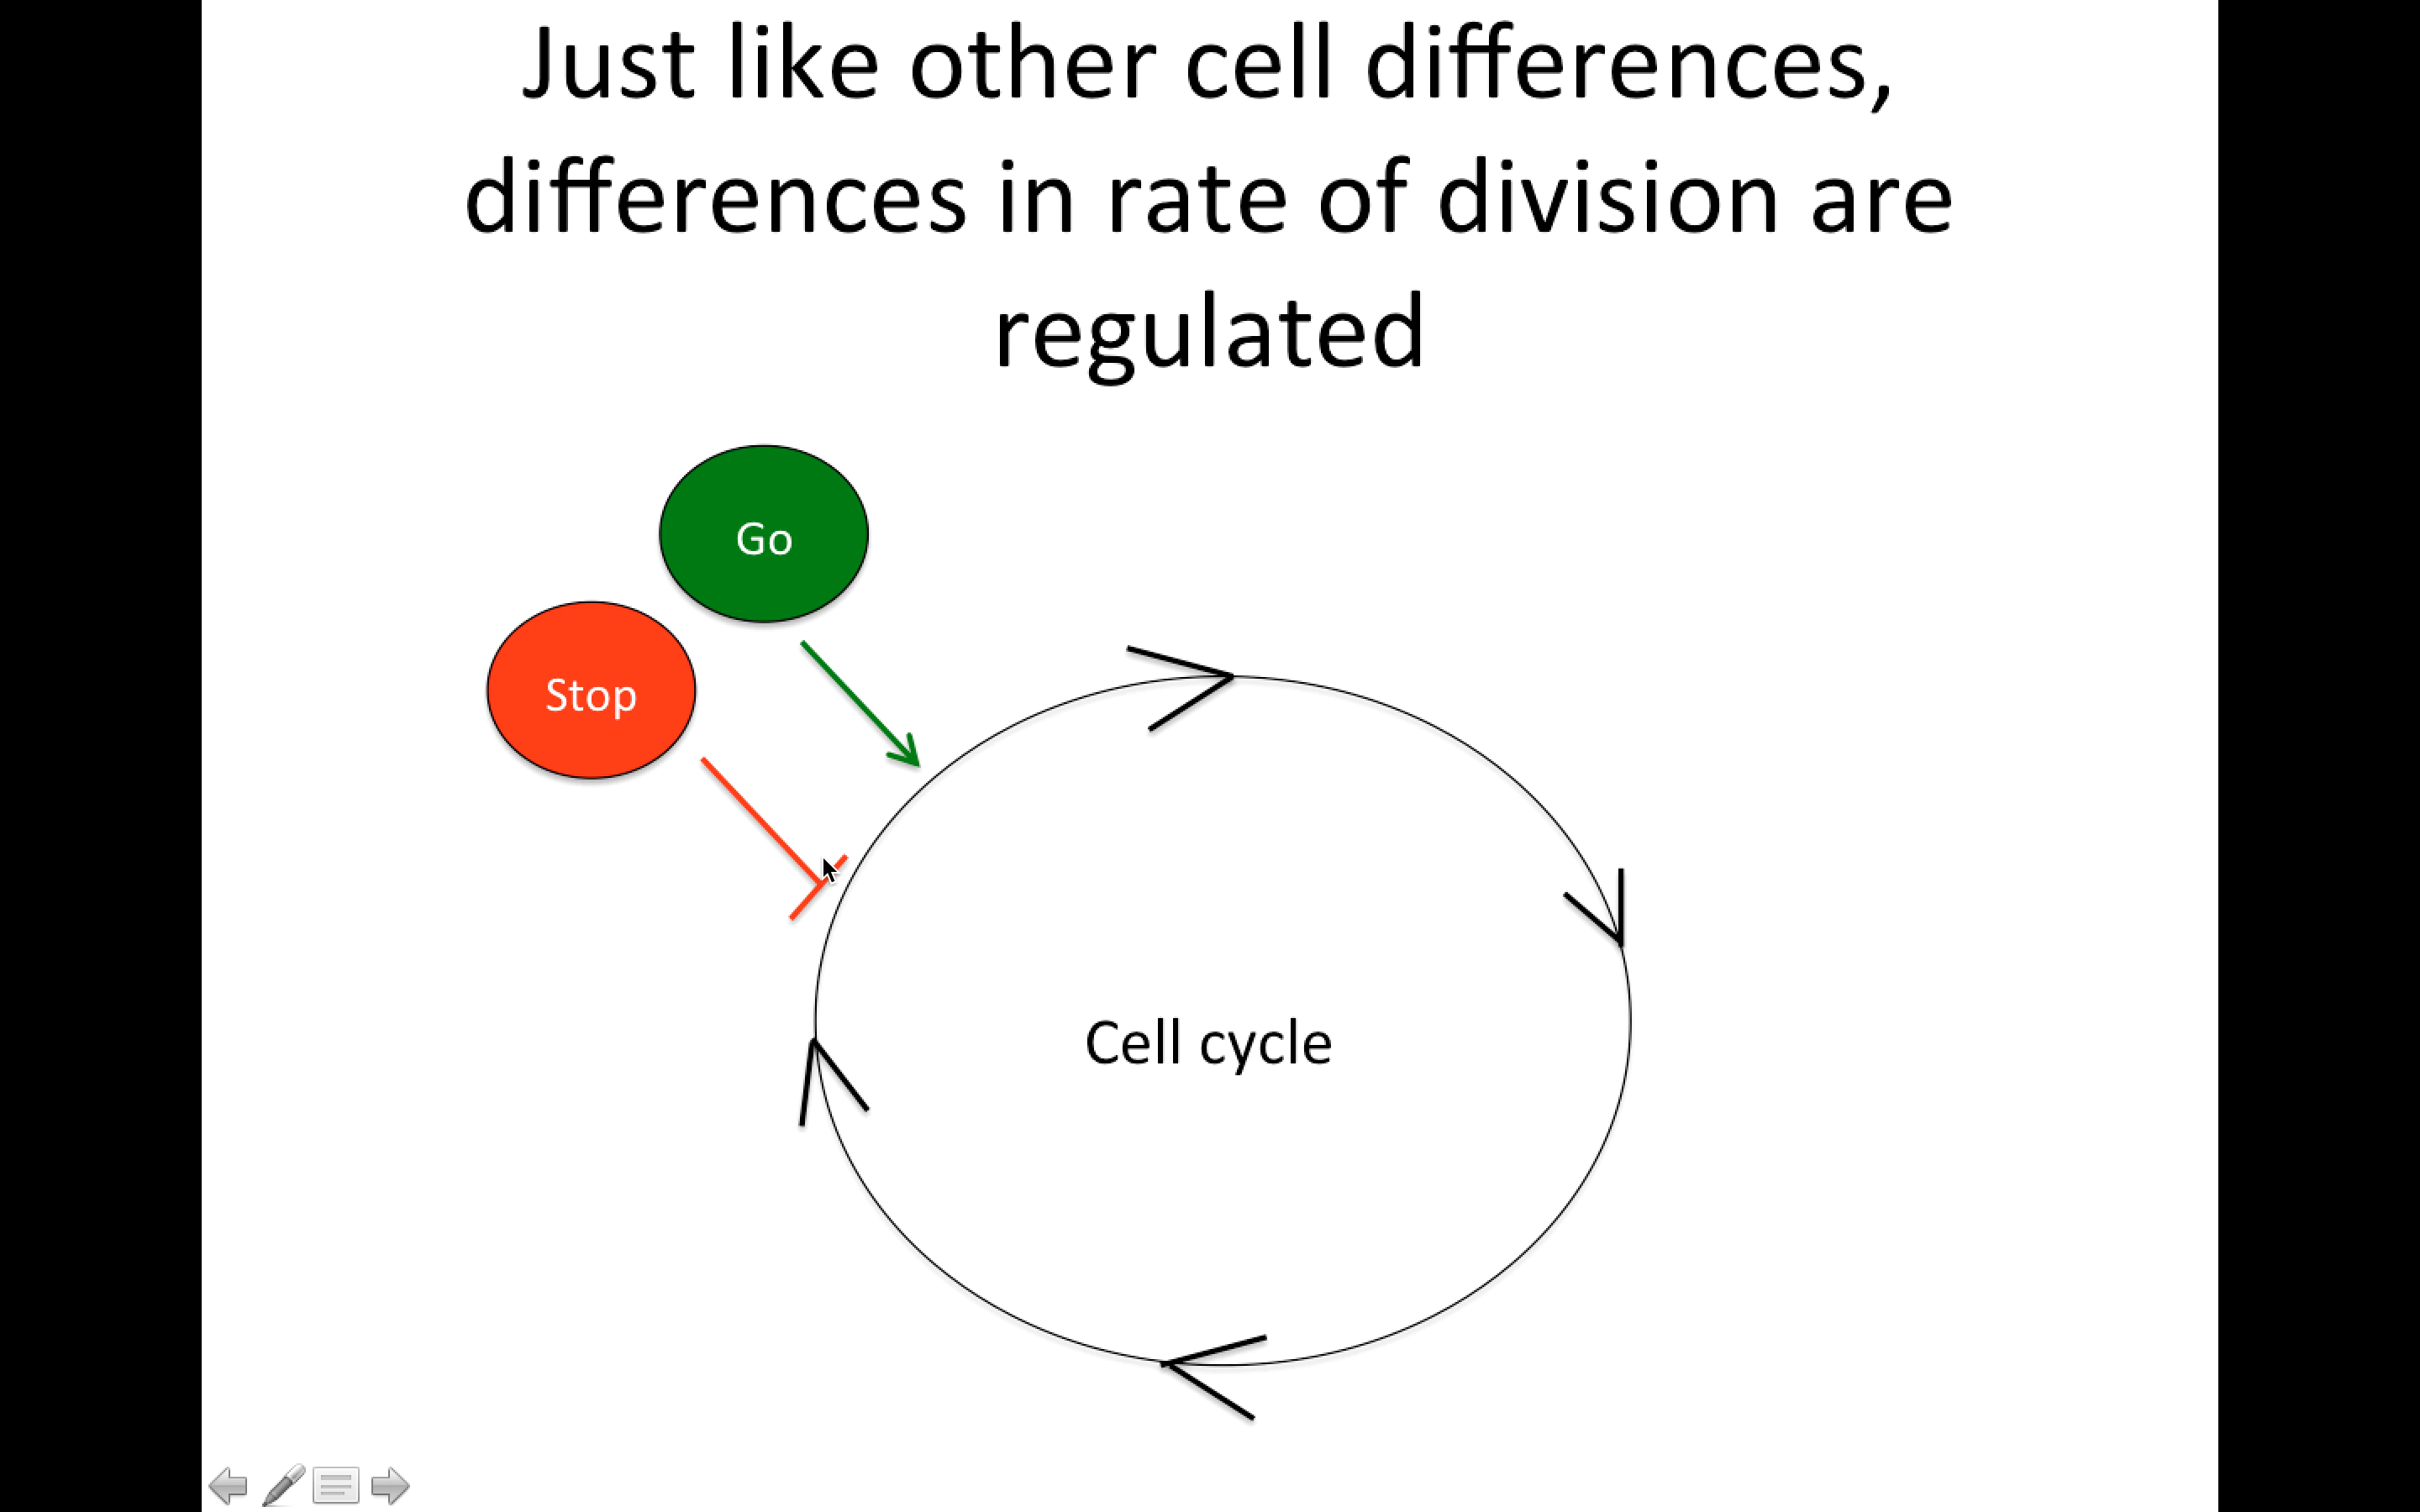 Just like other cell differences,
differences in rate of division are
regulated
Go
Stop
Cell cycle